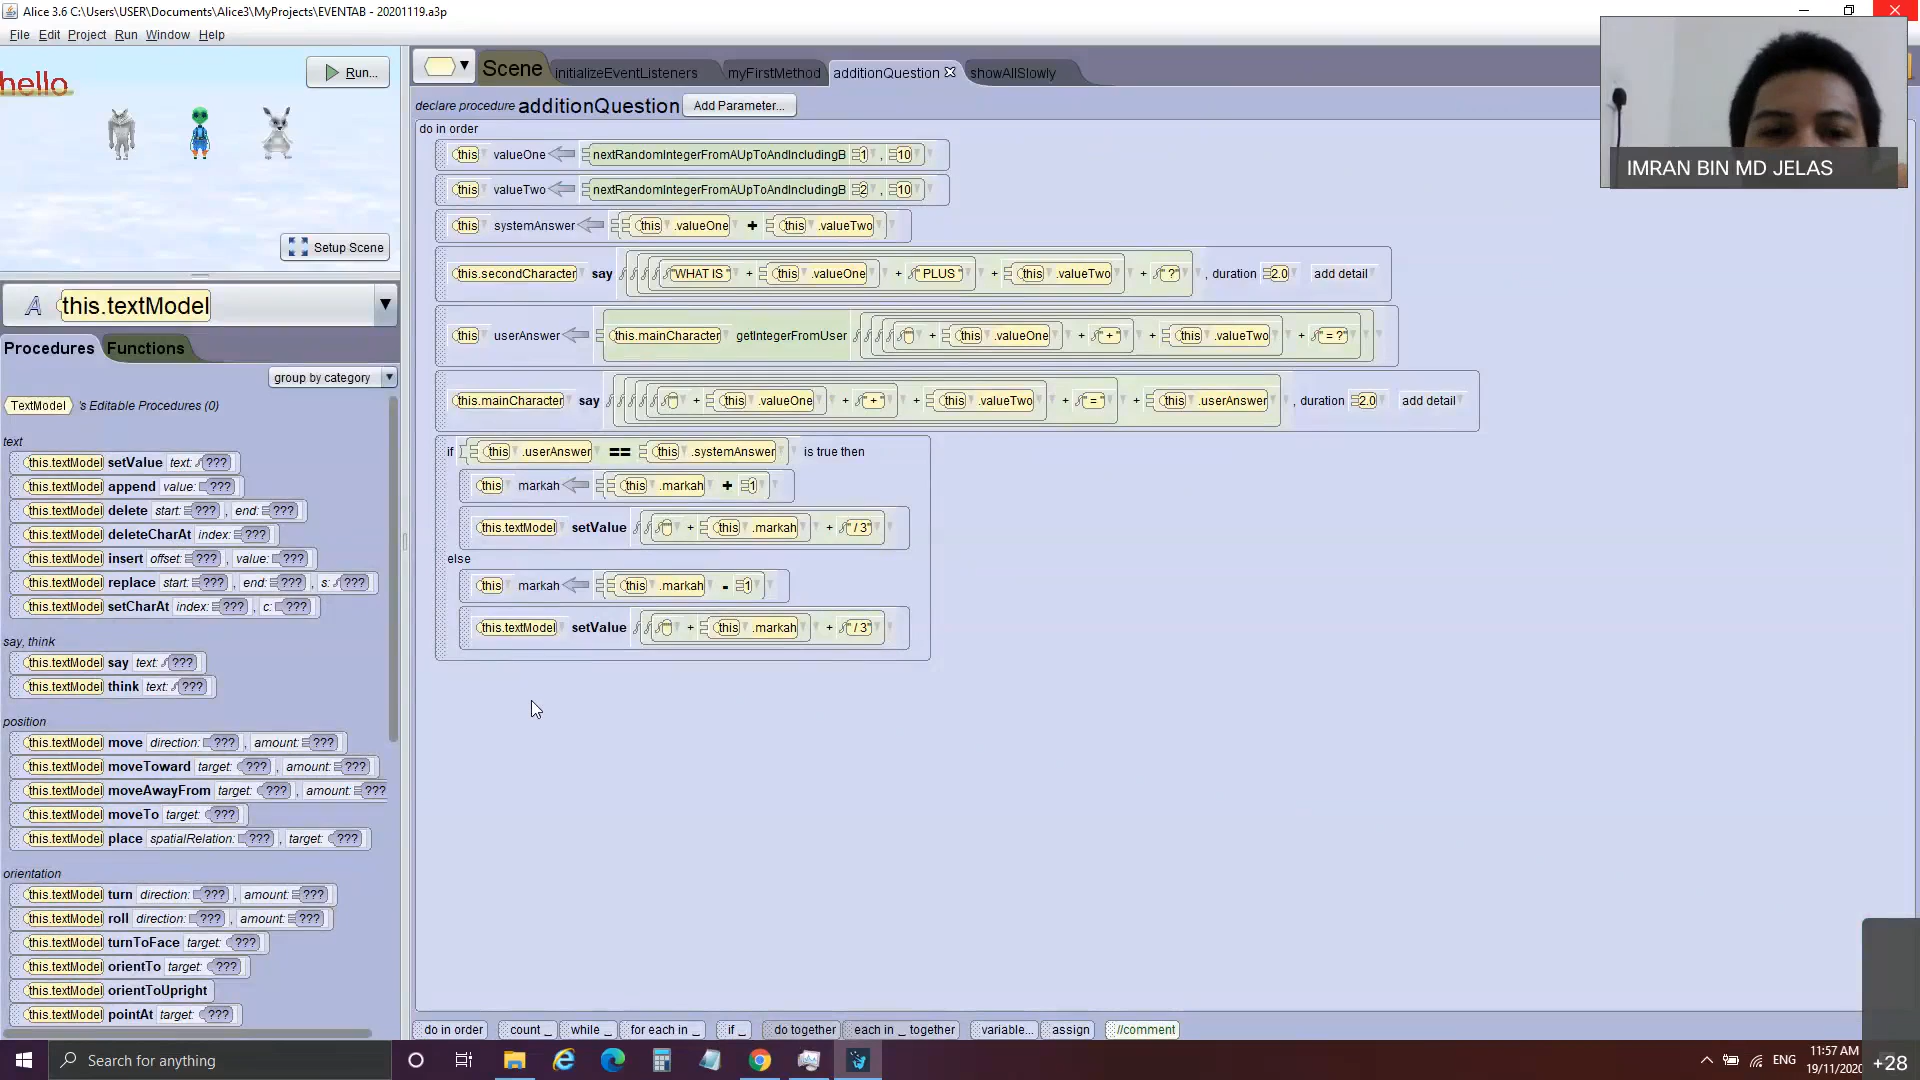 Alice 3.6 C:\Users\USER\Documents\Alice3\MyProjects\EVENTAB - 20201119.a3p
File Edit Project Run Window Help
hello
Run...
Setup Scene
this.textModel
Procedures Functions
group by category
TextModel 's Editable Procedures (0)
text
this.textModel setValue text: ???
this.textModel append value: ???
this.textModel delete start: ??? , end: ???
this.textModel deleteCharAt index: ???
this.textModel insert offset: ??? , value: ???
this.textModel replace start: ??? , end: ??? , s: ???
this.textModel setCharAt index: ??? , c: ???
say, think
this.textModel say text: ???
this.textModel think text: ???
position
this.textModel move direction: ??? , amount: ???
this.textModel moveToward target: ??? , amount: ???
this.textModel moveAwayFrom target: ??? , amount: ???
this.textModel moveTo target: ???
this.textModel place spatialRelation: ??? , target: ???
orientation
this.textModel turn direction: ??? , amount: ???
this.textModel roll direction: ??? , amount: ???
this.textModel turnToFace target: ???
this.textModel orientTo target: ???
this.textModel orientToUpright
this.textModel pointAt target: ???
Scene initializeEventListeners myFirstMethod additionQuestion showAllSlowly
declare procedure additionQuestion Add Parameter...
do in order
this valueOne nextRandomIntegerFromAUpToAndIncludingB 1 , 10
this valueTwo nextRandomIntegerFromAUpToAndIncludingB 2 , 10
this systemAnswer this .valueOne + this .valueTwo
this.secondCharacter say "WHAT IS " + this .valueOne + " PLUS " + this .valueTwo + " ?" , duration 2.0 add detail
this userAnswer this.mainCharacter getIntegerFromUser "" + this .valueOne + " + " + this .valueTwo + " = ?"
this.mainCharacter say "" + this .valueOne + " + " + this .valueTwo + " = " + this .userAnswer , duration 2.0 add detail
if this .userAnswer == this .systemAnswer is true then
this markah this .markah + 1
this.textModel setValue "" + this .markah + " / 3"
else
this markah this .markah - 1
this.textModel setValue "" + this .markah + " / 3"
do in order count _ while _ for each in _ if _ do together each in _ together variable... assign //comment
IMRAN BIN MD JELAS
Search for anything
ENG
11:57 AM
19/11/2020
+28